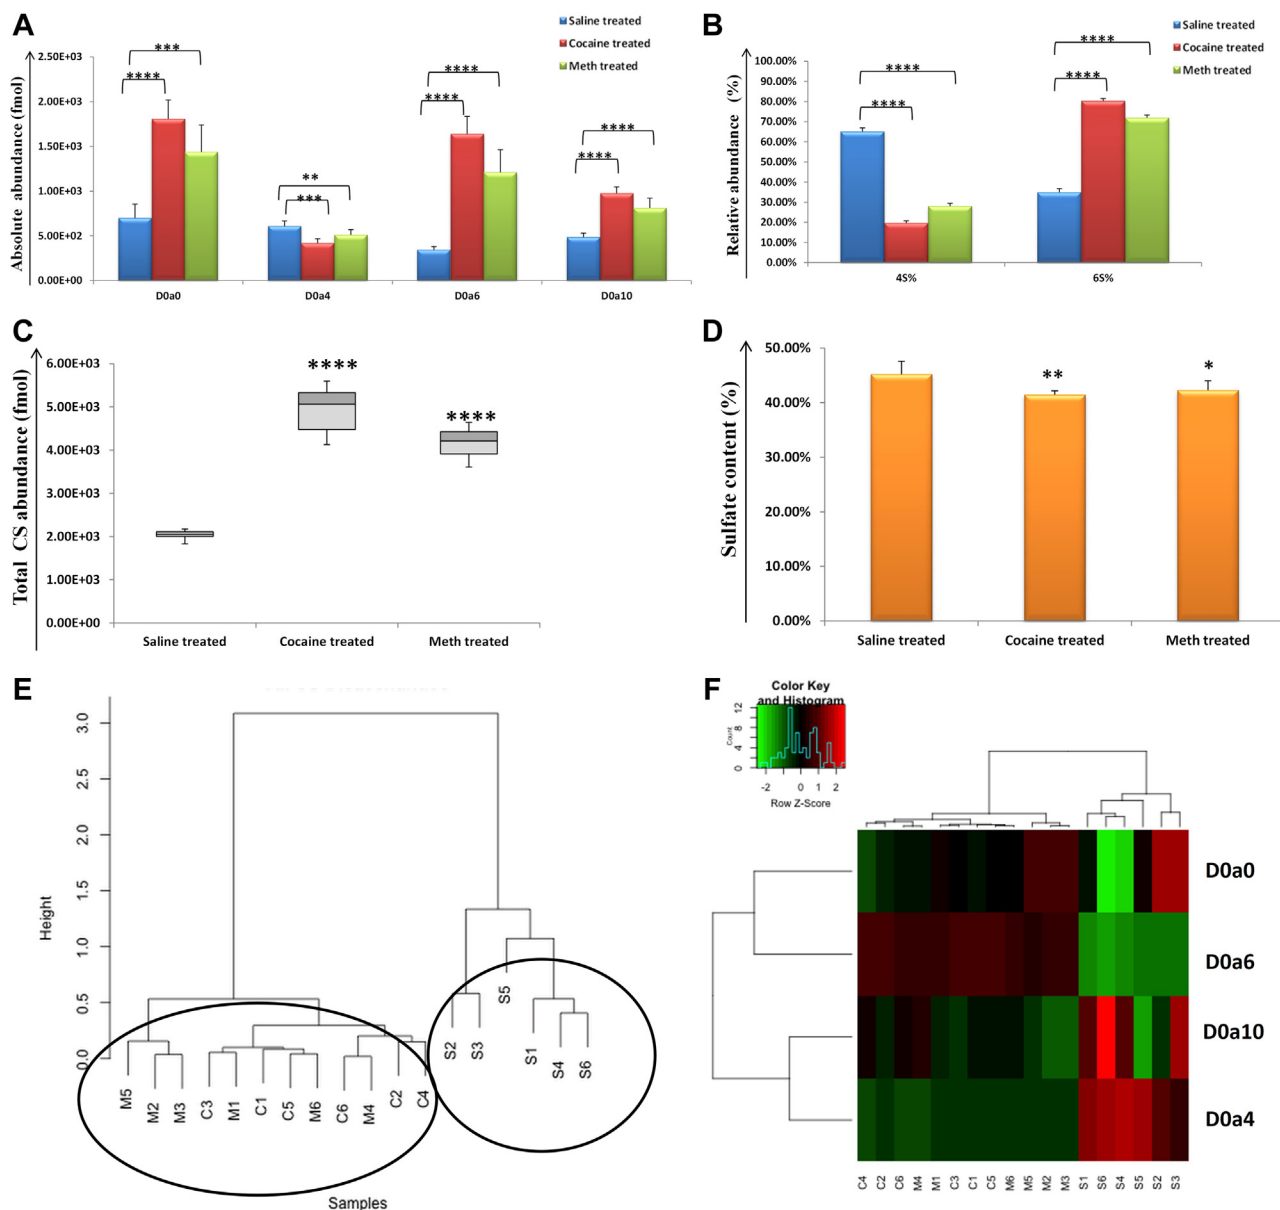 A
Saline treated
Cocaine treated
Meth treated
Absolute abundance (fmol)
2.50E+03
2.00E+03
1.50E+03
1.00E+03
5.00E+02
0.00E+00
***
****
**
***
****
****
****
****
D0a0
D0a4
D0a6
D0a10
B
Saline treated
Cocaine treated
Meth treated
Relative abundance (%)
100.00%
90.00%
80.00%
70.00%
60.00%
50.00%
40.00%
30.00%
20.00%
10.00%
0.00%
****
****
****
****
4S%
6S%
C
Total CS abundance (fmol)
6.00E+03
5.00E+03
4.00E+03
3.00E+03
2.00E+03
1.00E+03
0.00E+00
****
****
Saline treated
Cocaine treated
Meth treated
D
Sulfate content (%)
50.00%
40.00%
30.00%
20.00%
10.00%
0.00%
**
*
Saline treated
Cocaine treated
Meth treated
E
Height
3.0
2.5
2.0
1.5
1.0
0.5
0.0
M5
M2
M3
C3
M1
C1
C5
M6
C6
M4
C2
C4
S2
S3
S5
S1
S4
S6
Samples
F
Color Key
and Histogram
Count
12
8
4
0
-2
0
1
2
Row Z-Score
D0a0
D0a6
D0a10
D0a4
C4
C2
C6
M4
M1
C3
C1
C5
M6
M5
M2
M3
S1
S6
S4
S5
S2
S3